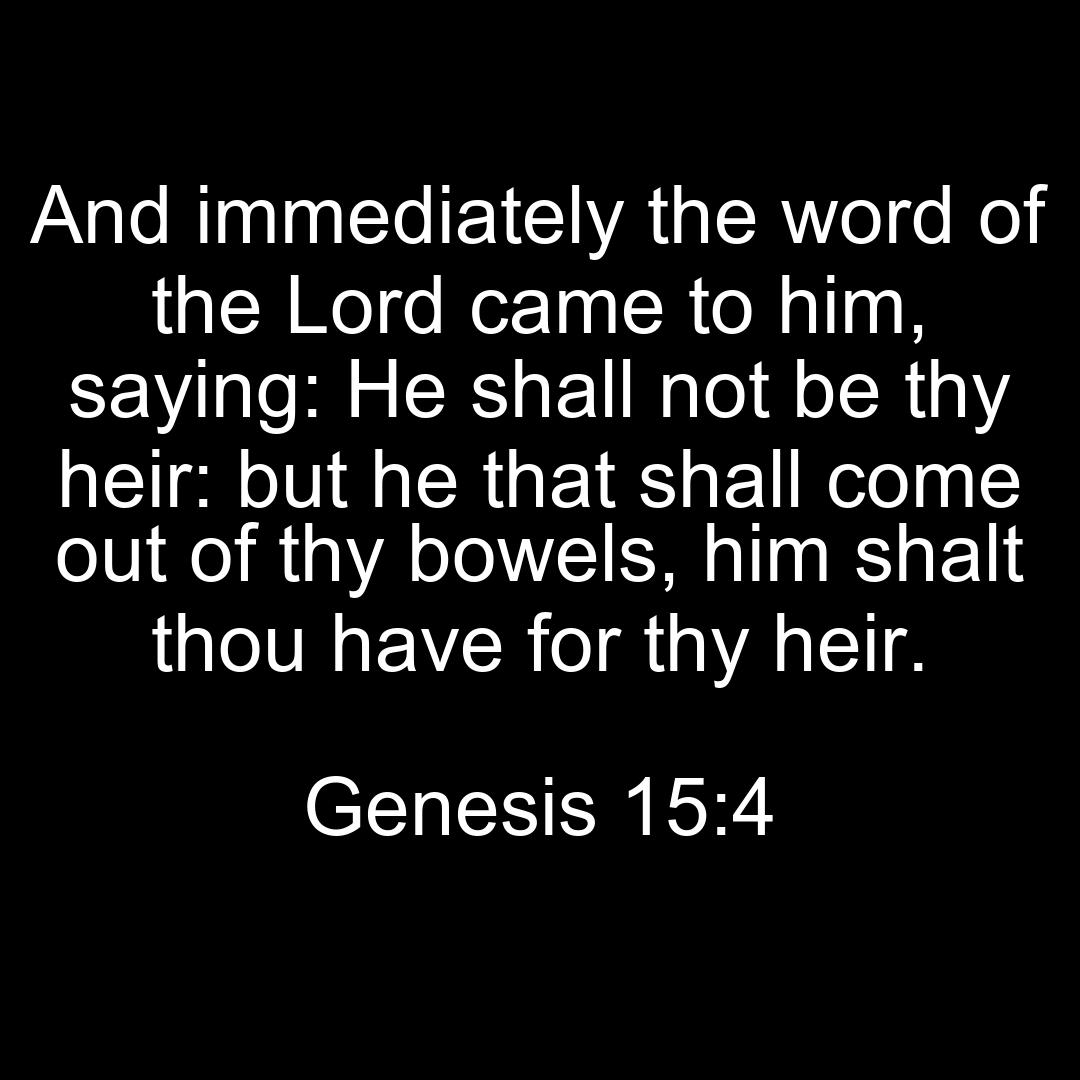 And immediately the word of
the Lord came to him,
saying: He shall not be thy
heir: but he that shall come
out of thy bowels, him shalt
thou have for thy heir.
Genesis 15:4